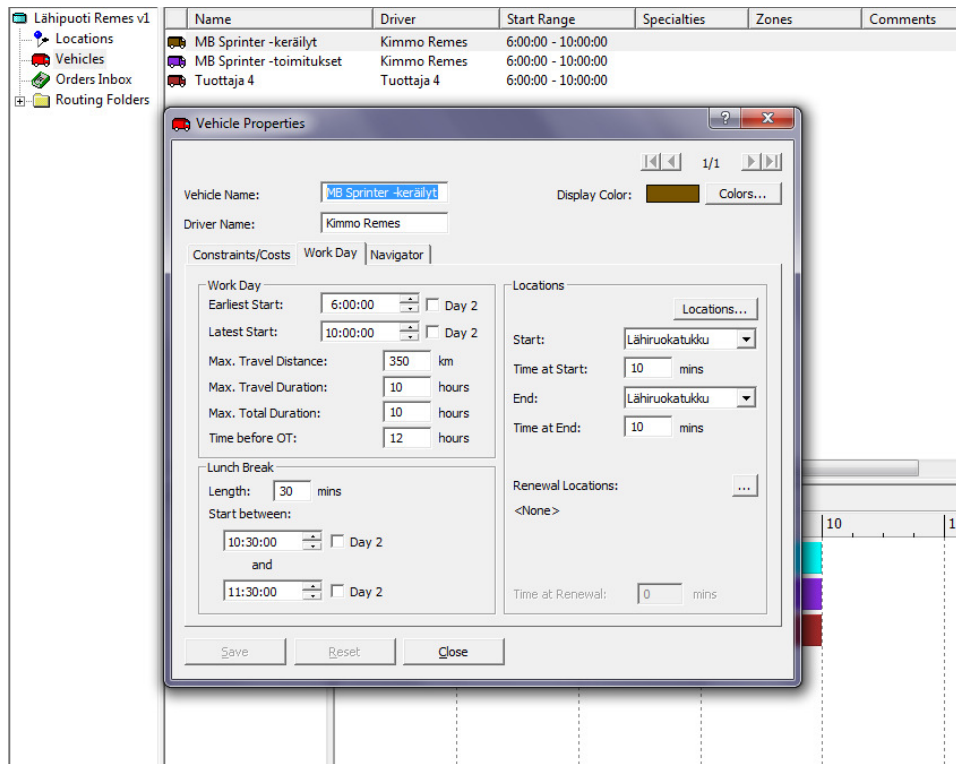 Lähipuoti Remes v1
Locations
Vehicles
Orders Inbox
Routing Folders
Name Driver Start Range Specialties Zones Comments
MB Sprinter -keräilyt Kimmo Remes 6:00:00 - 10:00:00
MB Sprinter -toimitukset Kimmo Remes 6:00:00 - 10:00:00
Tuottaja 4 Tuottaja 4 6:00:00 - 10:00:00
Vehicle Properties
1/1
Vehicle Name: MB Sprinter -keräilyt Display Color: Colors...
Driver Name: Kimmo Remes
Constraints/Costs Work Day Navigator
Work Day
Earliest Start: 6:00:00 Day 2
Latest Start: 10:00:00 Day 2
Max. Travel Distance: 350 km
Max. Travel Duration: 10 hours
Max. Total Duration: 10 hours
Time before OT: 12 hours
Lunch Break
Length: 30 mins
Start between:
10:30:00 Day 2
and
11:30:00 Day 2
Locations
Locations...
Start: Lähiruokatukku
Time at Start: 10 mins
End: Lähiruokatukku
Time at End: 10 mins
Renewal Locations: ...
<None>
Time at Renewal: 0 mins
Save Reset Close
10